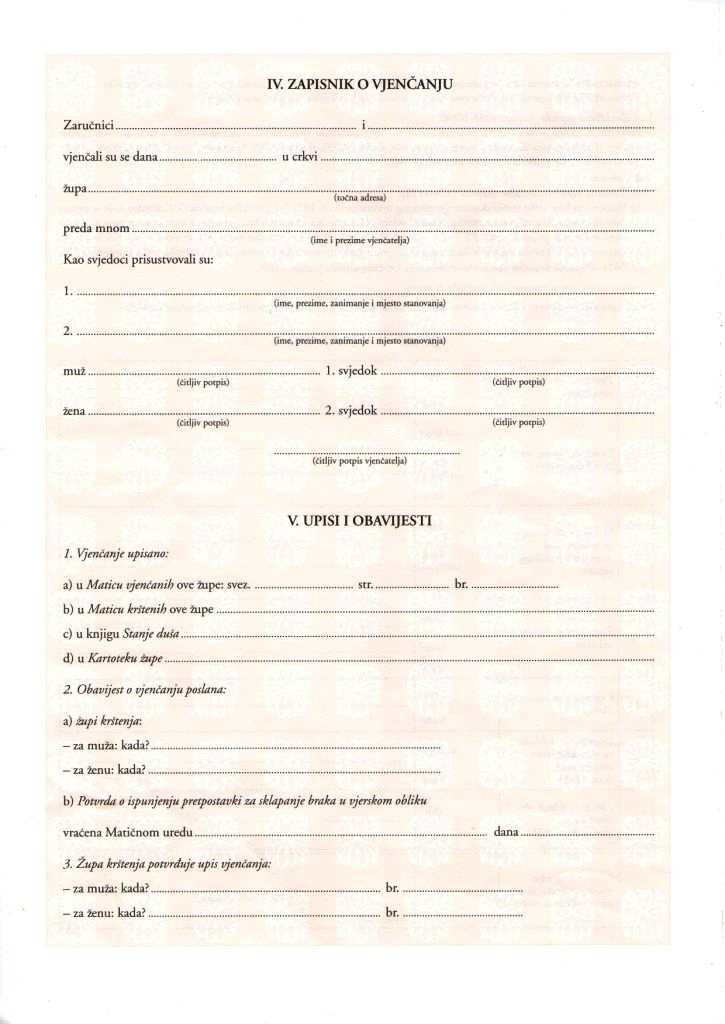 IV. ZAPISNIK O VJENČANJU
Zaručnici ........................ i ........................
vjenčali su se dana ........................ u crkvi ........................
župa ........................
(točna adresa)
preda mnom ........................
(ime i prezime vjenčatelja)
Kao svjedoci prisustvovali su:
1. ........................
(ime, prezime, zanimanje i mjesto stanovanja)
2. ........................
(ime, prezime, zanimanje i mjesto stanovanja)
muž ........................ 1. svjedok ........................
(čitljiv potpis) (čitljiv potpis)
žena ........................ 2. svjedok ........................
(čitljiv potpis) (čitljiv potpis)
........................
(čitljiv potpis vjenčatelja)
V. UPISI I OBAVIJESTI
1. Vjenčanje upisano:
a) u Maticu vjenčanih ove župe: svez. ........................ str. ........................ br. ........................
b) u Maticu krštenih ove župe ........................
c) u knjigu Stanje duša ........................
d) u Kartoteku župe ........................
2. Obavijest o vjenčanju poslana:
a) župi krštenja:
– za muža: kada? ........................
– za ženu: kada? ........................
b) Potvrda o ispunjenju pretpostavki za sklapanje braka u vjerskom obliku
vraćena Matičnom uredu ........................ dana ........................
3. Župa krštenja potvrđuje upis vjenčanja:
– za muža: kada? ........................ br. ........................
– za ženu: kada? ........................ br. ........................